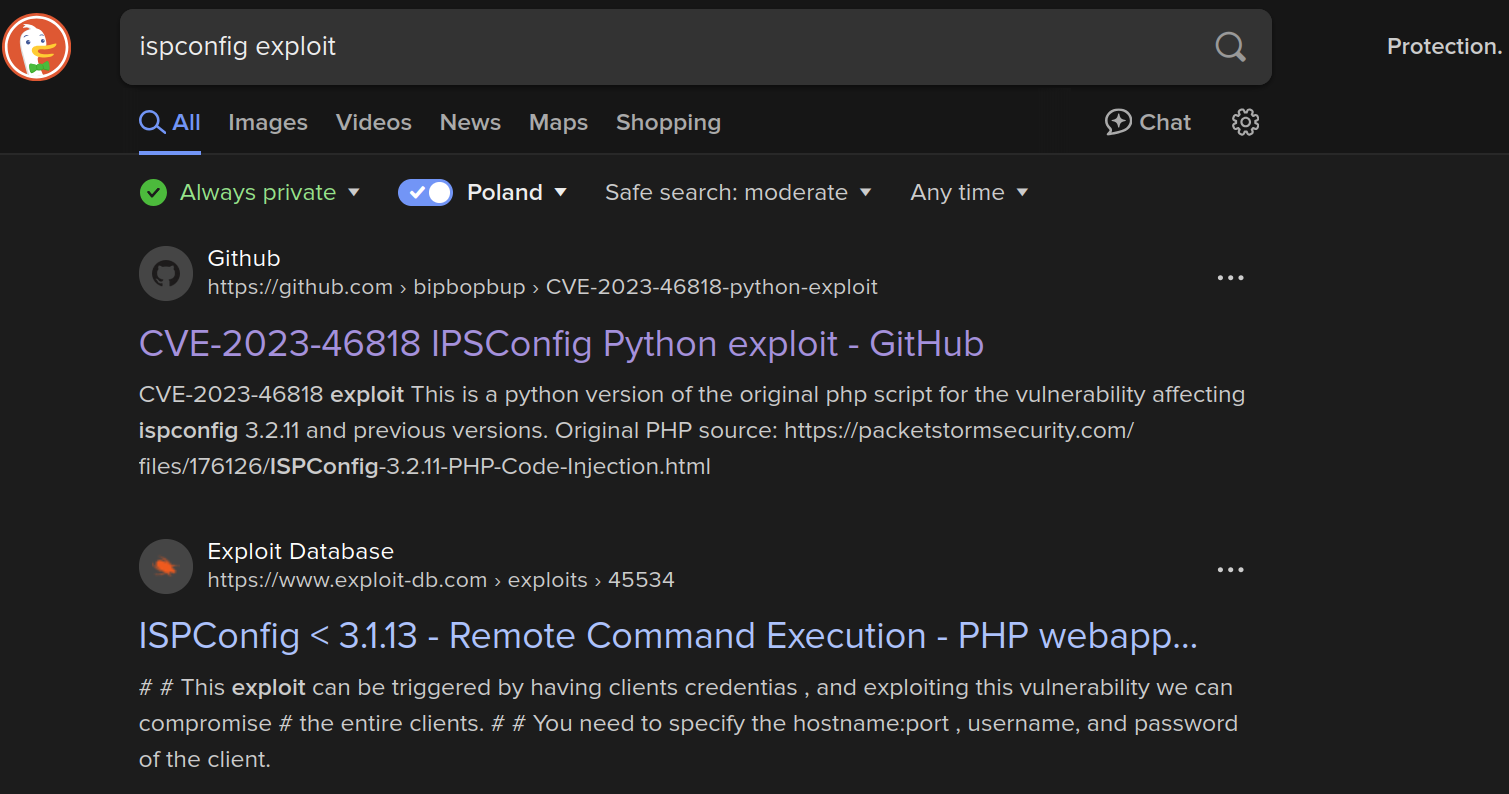 ispconfig exploit
Protection.
All Images Videos News Maps Shopping Chat
Always private Poland Safe search: moderate Any time
Github
https://github.com › bipbopbup › CVE-2023-46818-python-exploit
CVE-2023-46818 IPSConfig Python exploit - GitHub
CVE-2023-46818 exploit This is a python version of the original php script for the vulnerability affecting
ispconfig 3.2.11 and previous versions. Original PHP source: https://packetstormsecurity.com/
files/176126/ISPConfig-3.2.11-PHP-Code-Injection.html
Exploit Database
https://www.exploit-db.com › exploits › 45534
ISPConfig < 3.1.13 - Remote Command Execution - PHP webapp...
# # This exploit can be triggered by having clients credentias , and exploiting this vulnerability we can
compromise # the entire clients. # # You need to specify the hostname:port , username, and password
of the client.